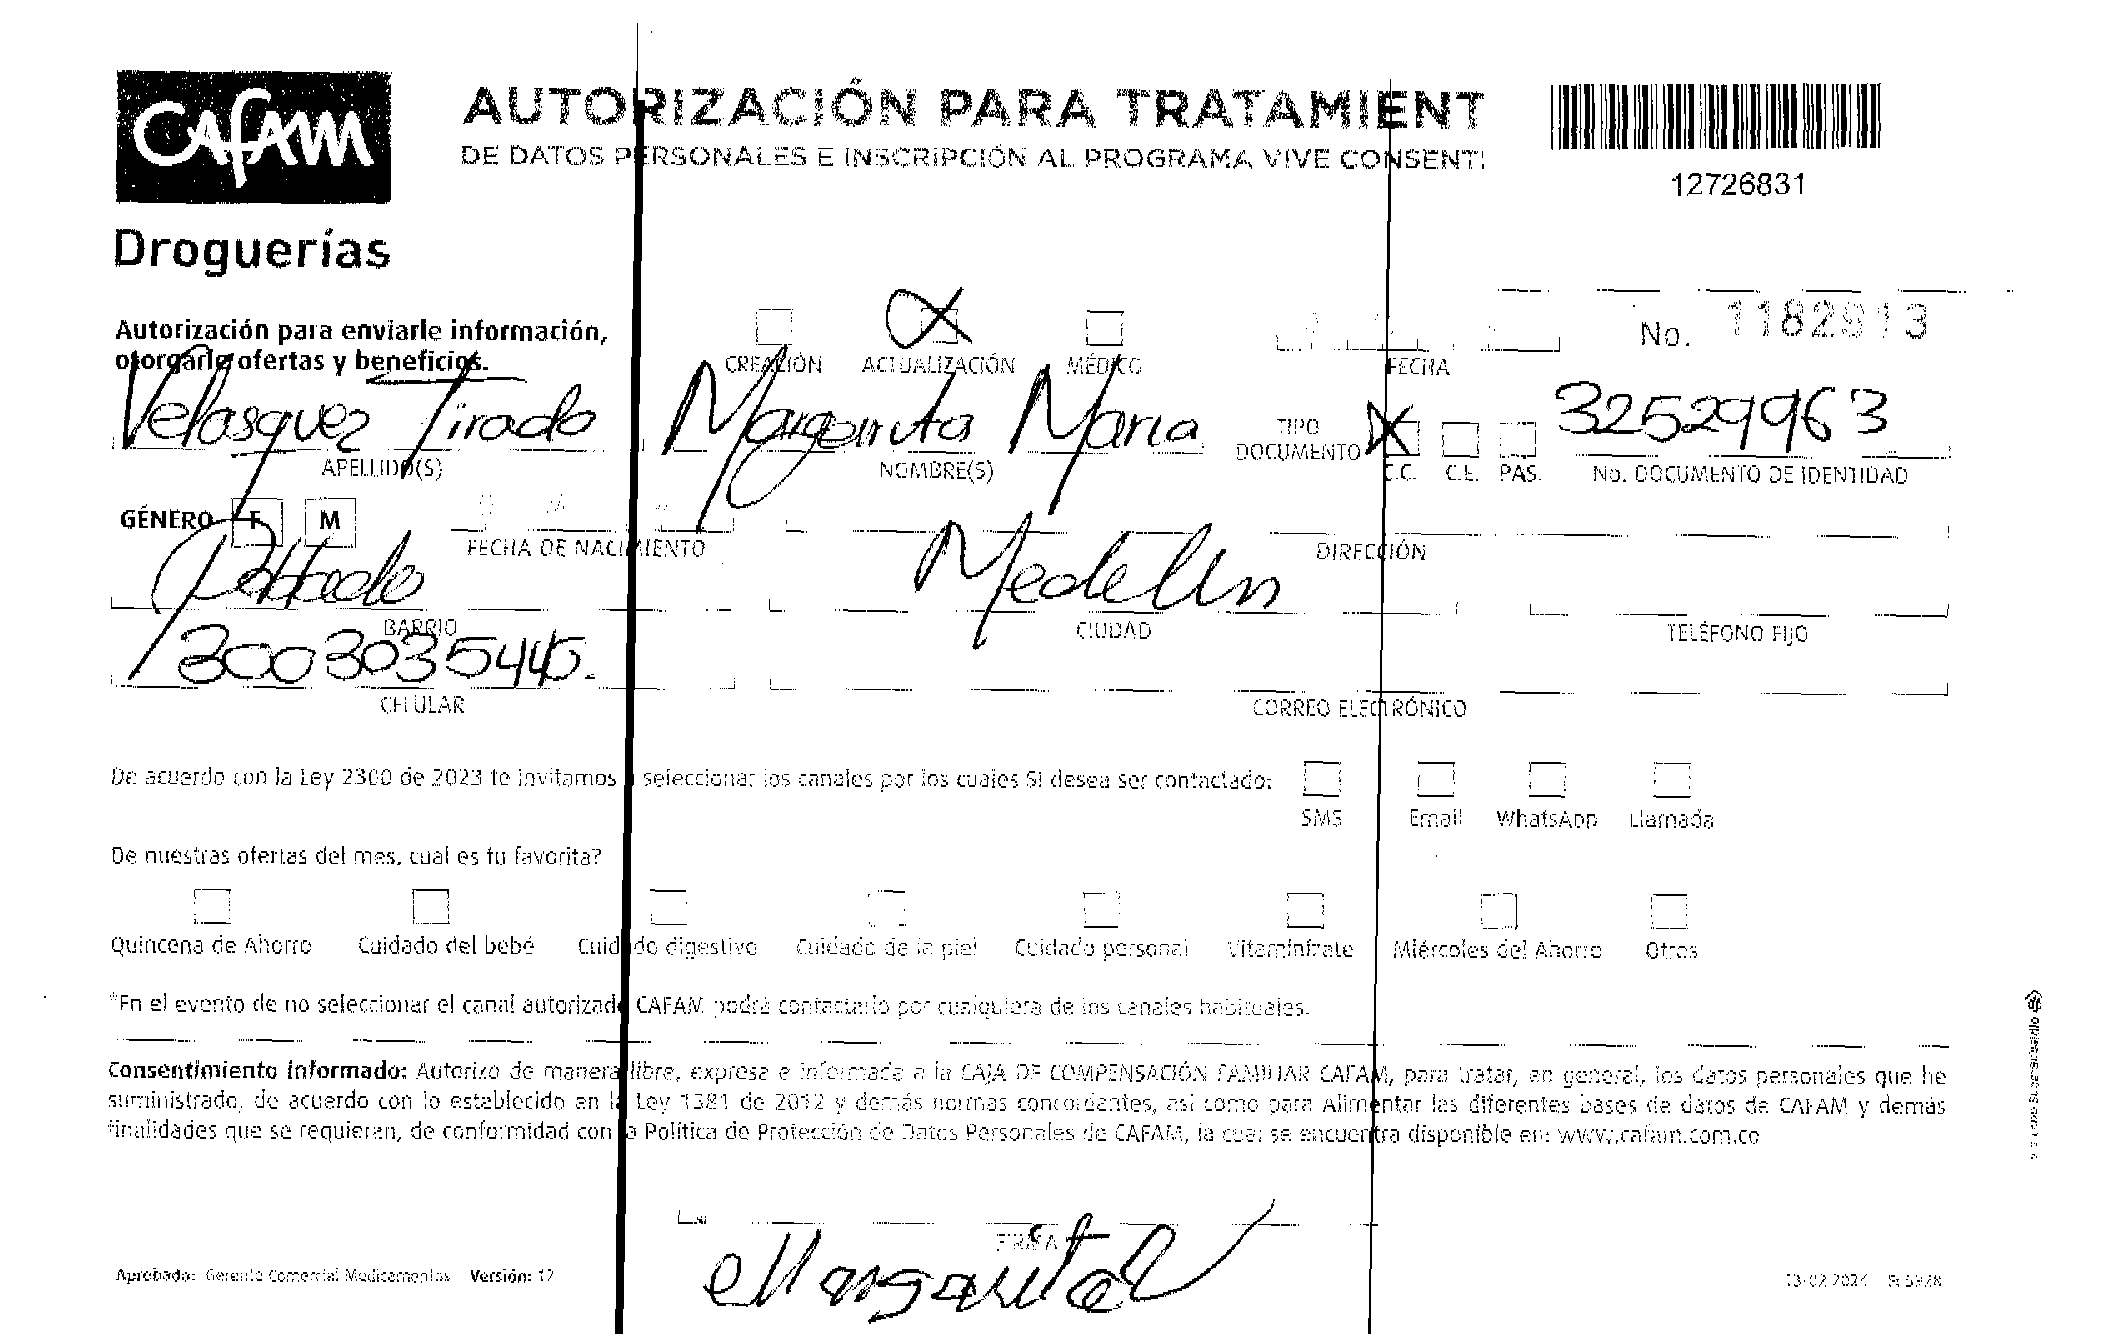 CAFAM
Droguerías
AUTORIZACIÓN PARA TRATAMIENT
DE DATOS PERSONALES E INSCRIPCIÓN AL PROGRAMA VIVE CONSENTI
12726831
Autorización para enviarle información,
otorgarle ofertas y beneficios.
CREACIÓN ACTUALIZACIÓN MÉDICO FECHA
No.
Velasquez Tirado Margarita Maria TIPO DOCUMENTO 32529963
APELLIDO(S) NOMBRE(S) C.C. C.E. PAS. No. DOCUMENTO DE IDENTIDAD
GÉNERO F M
FECHA DE NACIMIENTO DIRECCIÓN
Poblado Medellin
BARRIO CIUDAD TELÉFONO FIJO
3003035445.
CELULAR CORREO ELECTRÓNICO
De acuerdo con la Ley 2300 de 2023 te invitamos a seleccionar los canales por los cuales SI desea ser contactado:
SMS Email WhatsApp Llamada
De nuestras ofertas del mes, cual es tu favorita?
Quincena de Ahorro Cuidado del bebé Cuidado digestivo Cuidado de la piel Cuidado personal Vitaminízate Miércoles del Ahorro Otros
*En el evento de no seleccionar el canal autorizado CAFAM podrá contactarlo por cualquiera de los canales habituales.
Consentimiento informado: Autorizo de manera libre, expresa e informada a la CAJA DE COMPENSACIÓN FAMILIAR CAFAM, para tratar, en general, los datos personales que he
suministrado, de acuerdo con lo establecido en la Ley 1581 de 2012 y demás normas concordantes, así como para Alimentar las diferentes bases de datos de CAFAM y demás
finalidades que se requieran, de conformidad con la Política de Protección de Datos Personales de CAFAM, la cual se encuentra disponible en: www.cafam.com.co
FIRMA
Margarita
Aprobado: Gerente Comercial Medicamentos Versión: 12